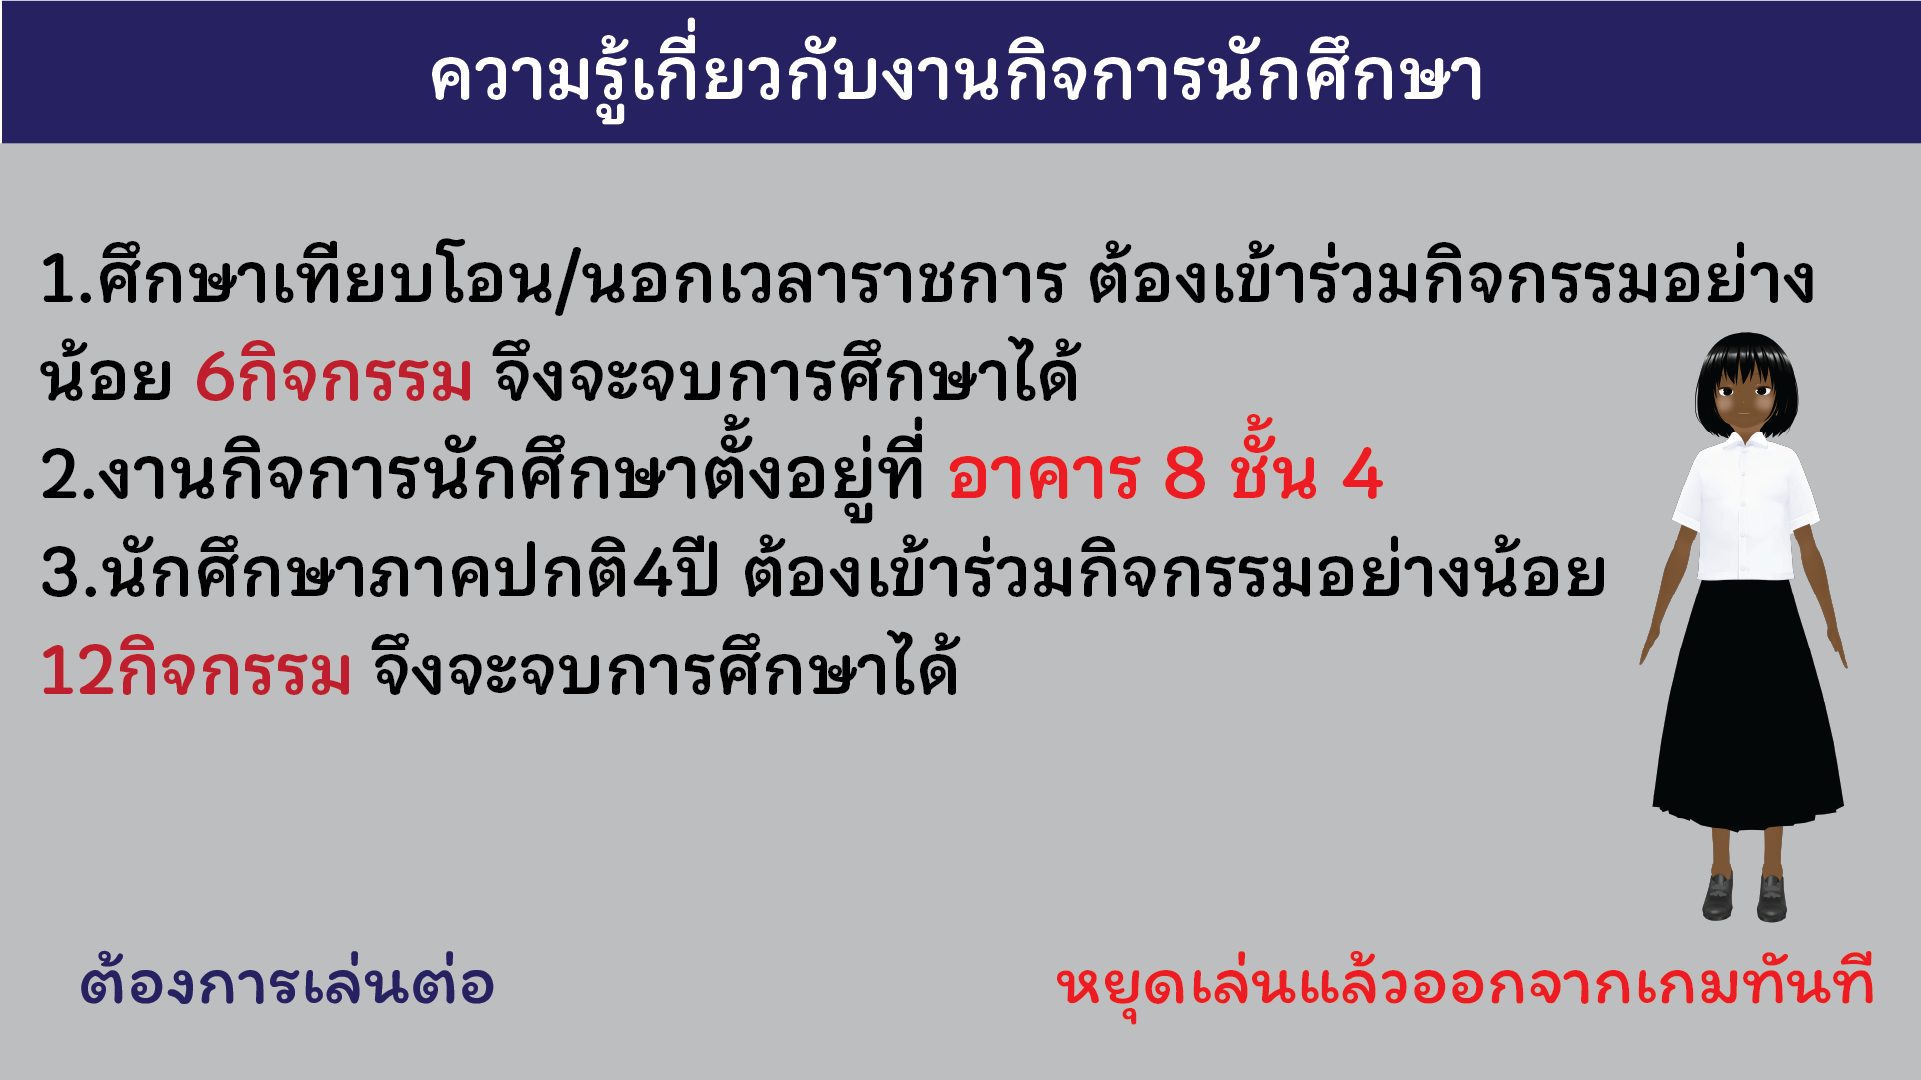 ความรู้เกี่ยวกับงานกิจการนักศึกษา
1.ศึกษาเทียบโอน/นอกเวลาราชการ ต้องเข้าร่วมกิจกรรมอย่าง
น้อย 6กิจกรรม จึงจะจบการศึกษาได้
2.งานกิจการนักศึกษาตั้งอยู่ที่ อาคาร 8 ชั้น 4
3.นักศึกษาภาคปกติ4ปี ต้องเข้าร่วมกิจกรรมอย่างน้อย
12กิจกรรม จึงจะจบการศึกษาได้
ต้องการเล่นต่อ
หยุดเล่นแล้วออกจากเกมทันที